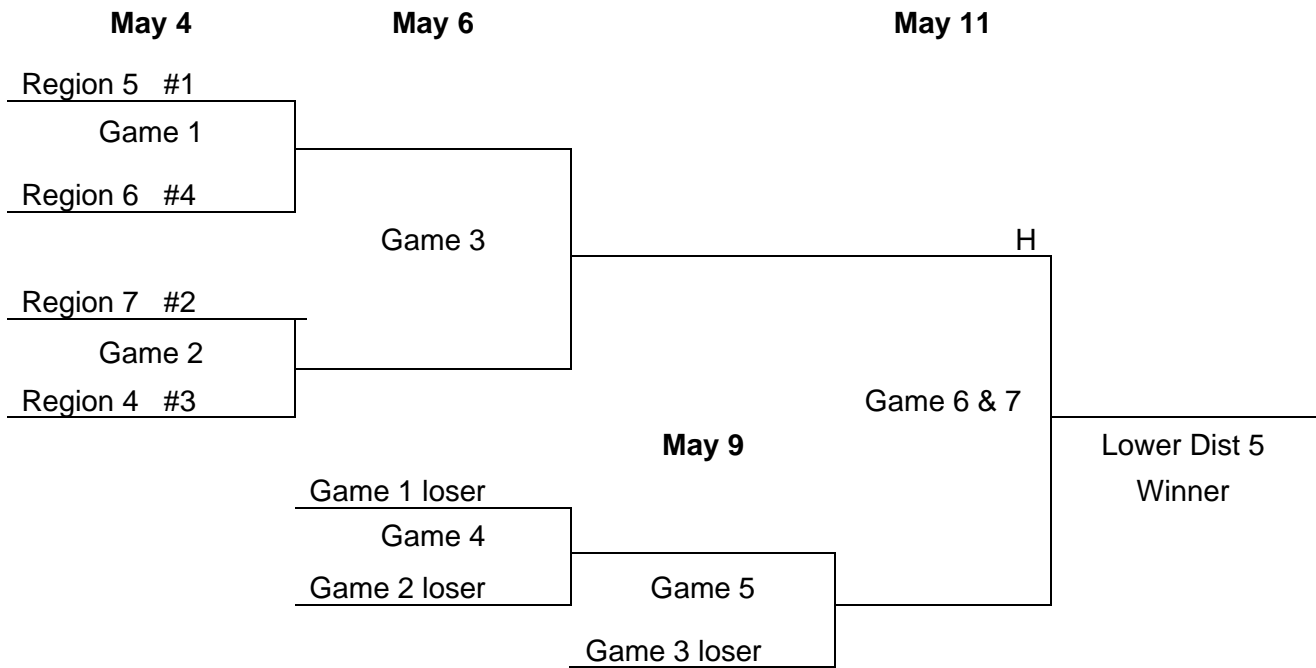 May 4 May 6 May 11
Region 5 #1
Game 1
Region 6 #4
Game 3 H
Region 7 #2
Game 2
Region 4 #3 Game 6 & 7
May 9 Lower Dist 5
Game 1 loser Winner
Game 4
Game 2 loser Game 5
Game 3 loser